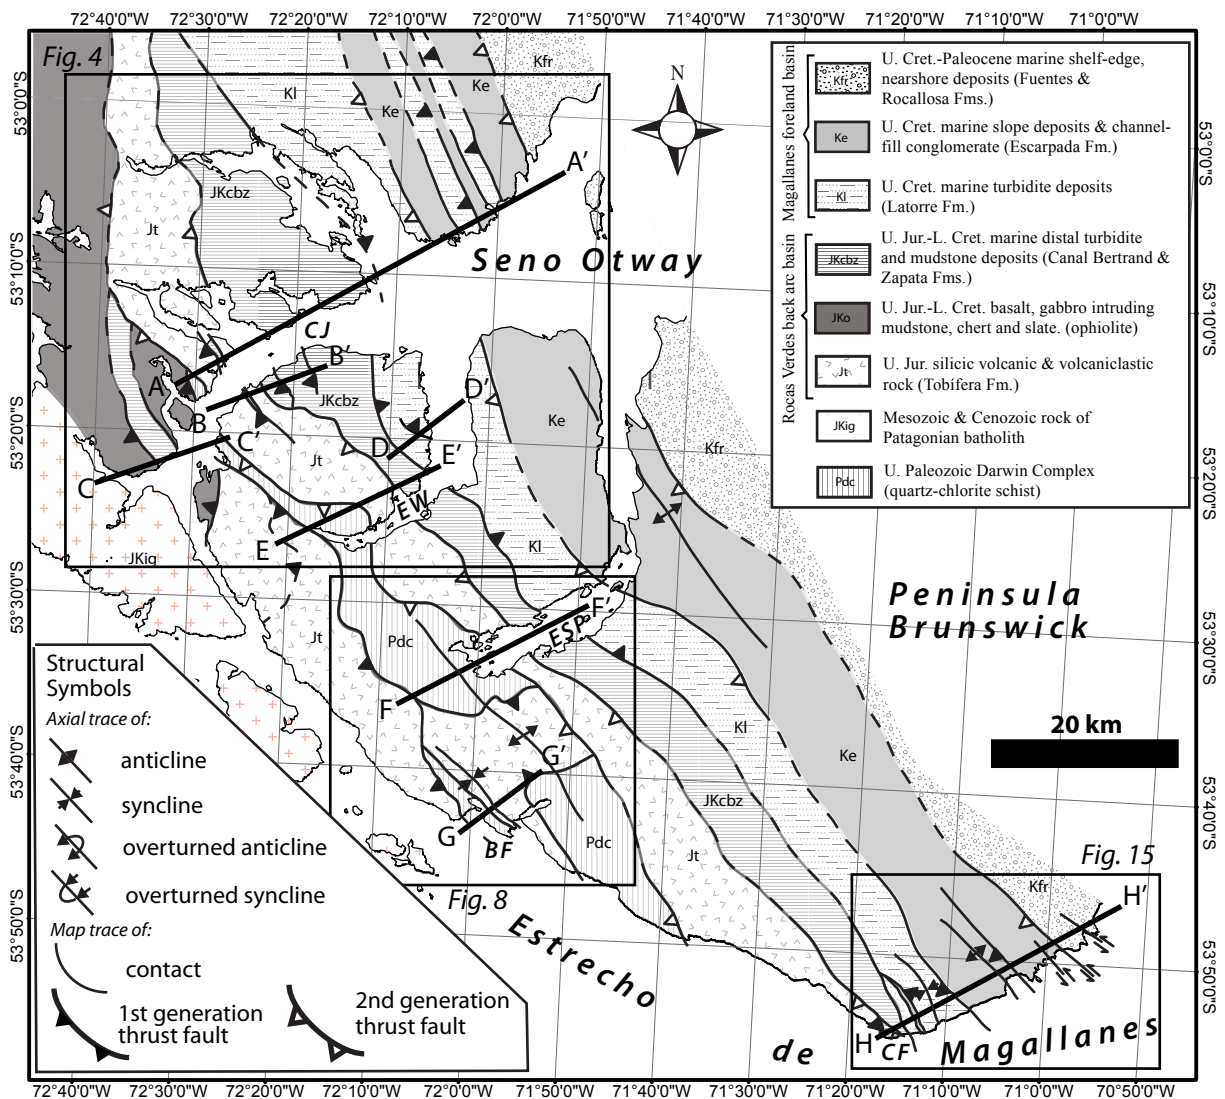 72°40'0"W 72°30'0"W 72°20'0"W 72°10'0"W 72°00'0"W 71°50'0"W 71°40'0"W 71°30'0"W 71°20'0"W 71°10'0"W 71°00'0"W
Fig. 4
53°0'0"S
53°10'0"S
53°20'0"S
53°30'0"S
53°40'0"S
53°50'0"S
53°0'0"S
53°10'0"S
53°20'0"S
53°30'0"S
53°40'0"S
53°50'0"S
N
Kl
Ke
Ke
Kfr
JKcbz
Jt
A'
Seno Otway
CJ
B'
A
B
JKcbz
D'
Ke
Kfr
C'
D
E'
Jt
C
EW
E
Kl
JKig
Jt
Pdc
F'
ESP
F
G'
G
BF
Pdc
Fig. 8
Peninsula
Brunswick
20 km
Kl
Ke
JKcbz
Jt
Fig. 15
Kfr
H'
H
CF
Estrecho
de
Magallanes
Magallanes foreland basin
Kfr
U. Cret.-Paleocene marine shelf-edge,
nearshore deposits (Fuentes &
Rocallosa Fms.)
Ke
U. Cret. marine slope deposits & channel-
fill conglomerate (Escarpada Fm.)
Kl
U. Cret. marine turbidite deposits
(Latorre Fm.)
Rocas Verdes back arc basin
JKcbz
U. Jur.-L. Cret. marine distal turbidite
and mudstone deposits (Canal Bertrand &
Zapata Fms.)
JKo
U. Jur.-L. Cret. basalt, gabbro intruding
mudstone, chert and slate. (ophiolite)
Jt
U. Jur. silicic volcanic & volcaniclastic
rock (Tobífera Fm.)
JKig
Mesozoic & Cenozoic rock of
Patagonian batholith
Pdc
U. Paleozoic Darwin Complex
(quartz-chlorite schist)
Structural
Symbols
Axial trace of:
anticline
syncline
overturned anticline
overturned syncline
Map trace of:
contact
1st generation
thrust fault
2nd generation
thrust fault
72°40'0"W 72°30'0"W 72°20'0"W 72°10'0"W 72°00'0"W 71°50'0"W 71°40'0"W 71°30'0"W 71°20'0"W 71°10'0"W 71°00'0"W 70°50'0"W